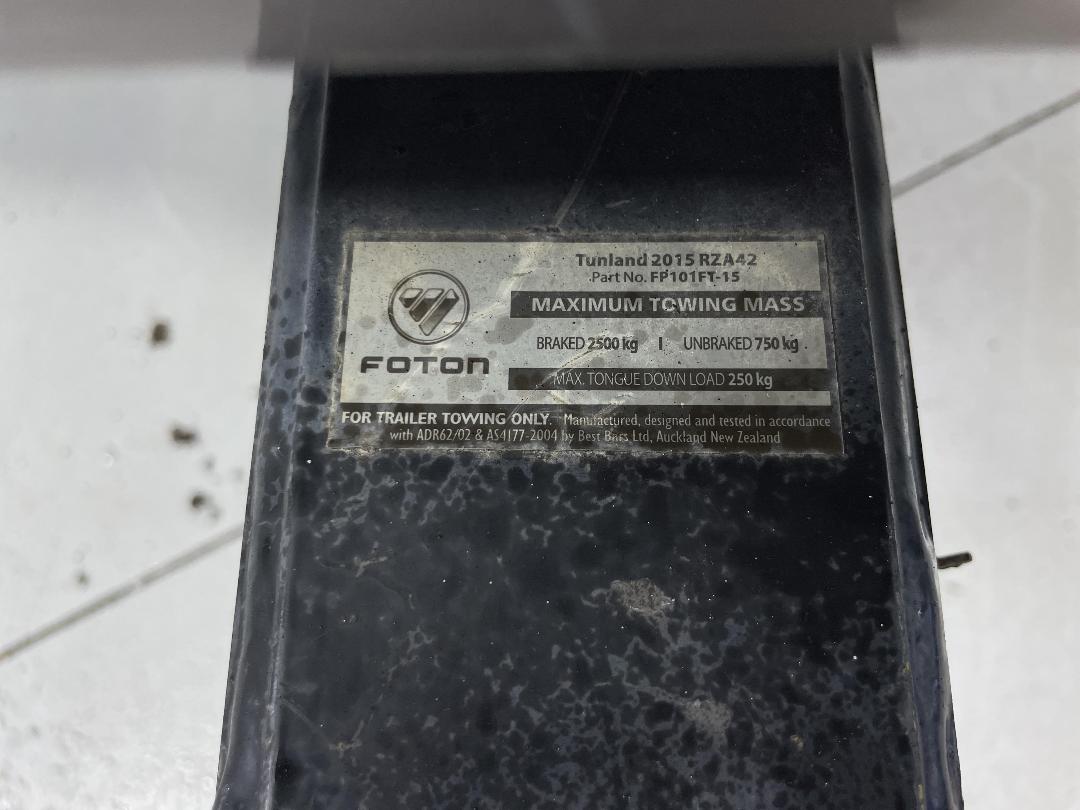 Tunland 2015 RZA42
Part No. FP101FT-15
MAXIMUM TOWING MASS
BRAKED 2500 kg | UNBRAKED 750 kg
FOTON
MAX. TONGUE DOWN LOAD 250 kg
FOR TRAILER TOWING ONLY. Manufactured, designed and tested in accordance
with ADR62/02 & AS4177-2004 by Best Bars Ltd, Auckland New Zealand